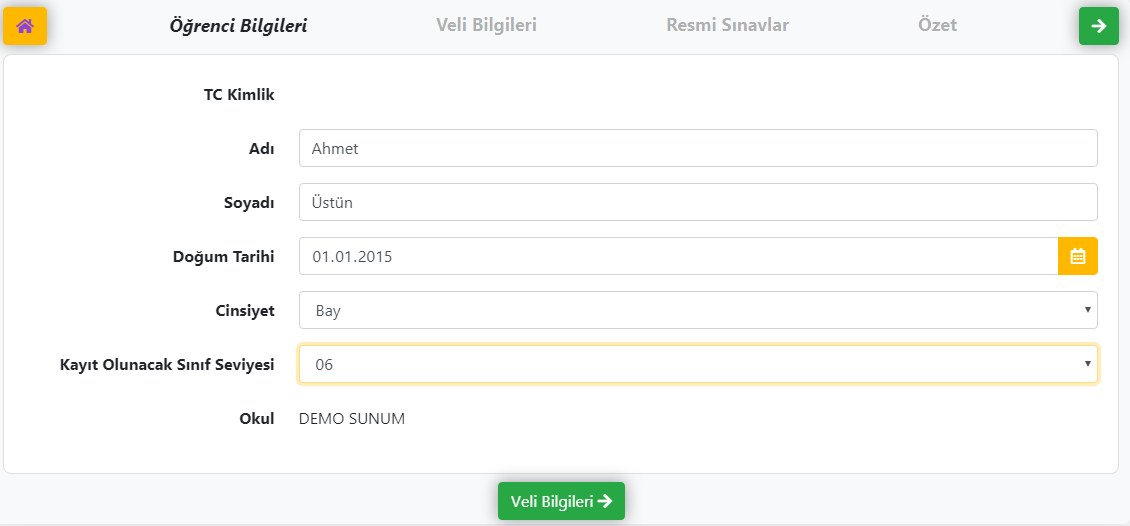 Öğrenci Bilgileri Veli Bilgileri Resmi Sınavlar Özet
TC Kimlik
Adı Ahmet
Soyadı Üstün
Doğum Tarihi 01.01.2015
Cinsiyet Bay
Kayıt Olunacak Sınıf Seviyesi 06
Okul DEMO SUNUM
Veli Bilgileri